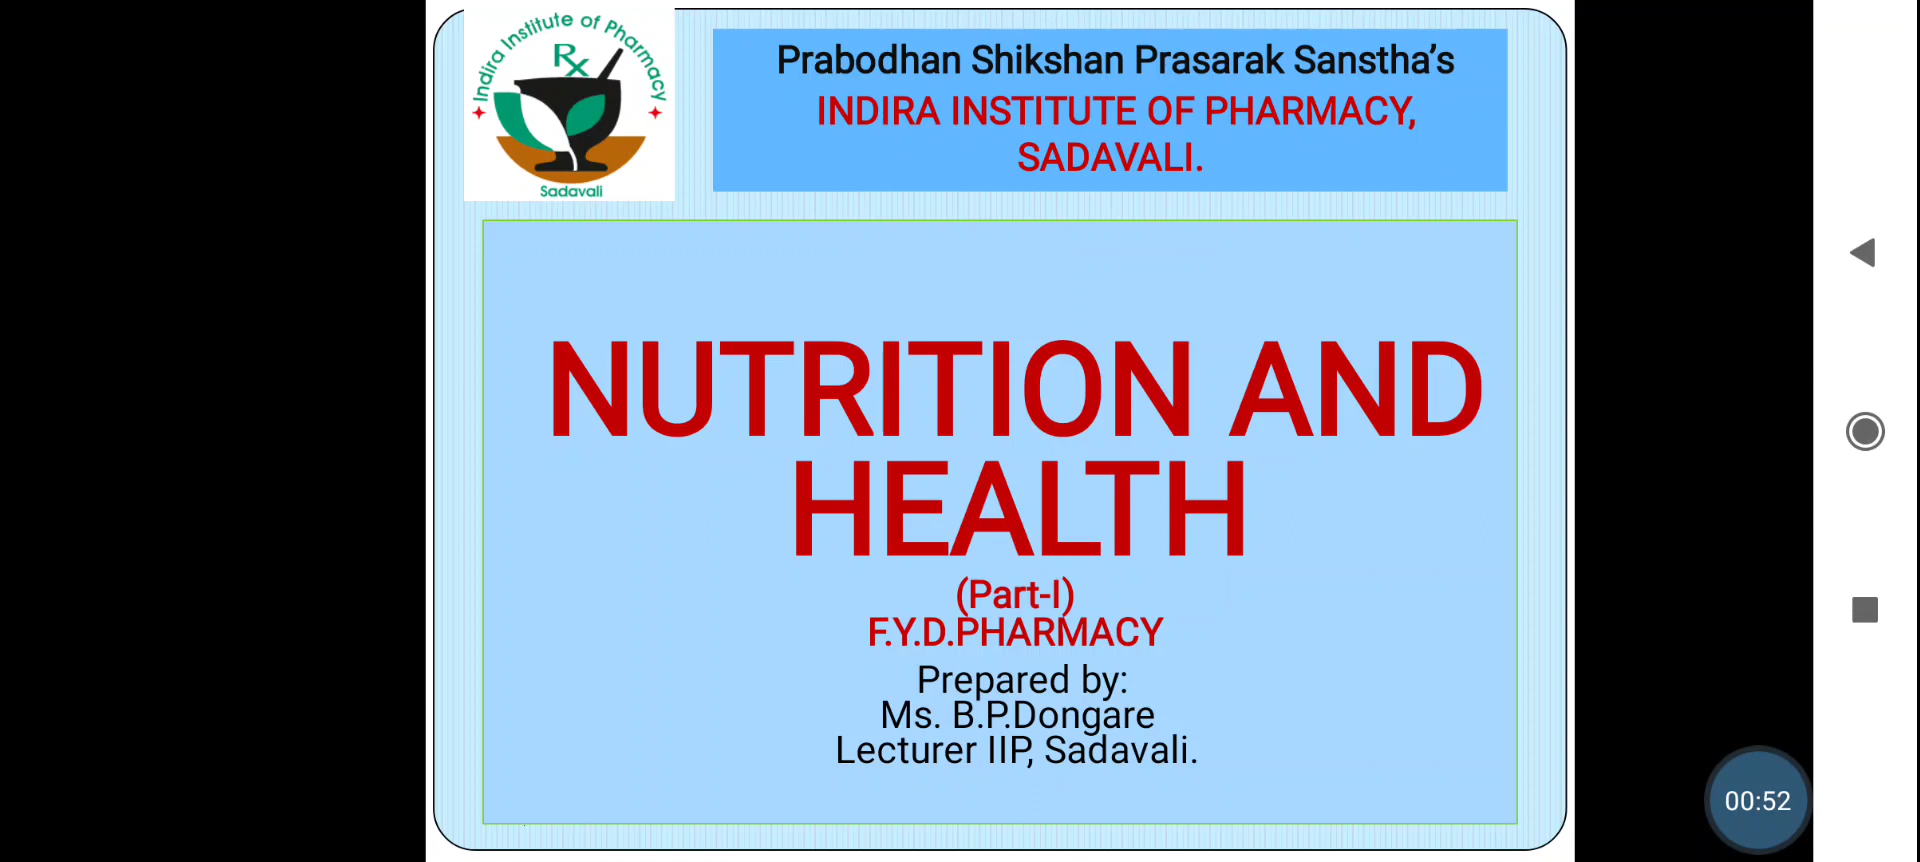 Indira Institute of Pharmacy
Rx
Sadavali
Prabodhan Shikshan Prasarak Sanstha’s
INDIRA INSTITUTE OF PHARMACY,
SADAVALI.
NUTRITION AND
HEALTH
(Part-I)
F.Y.D.PHARMACY
Prepared by:
Ms. B.P.Dongare
Lecturer IIP, Sadavali.
00:52